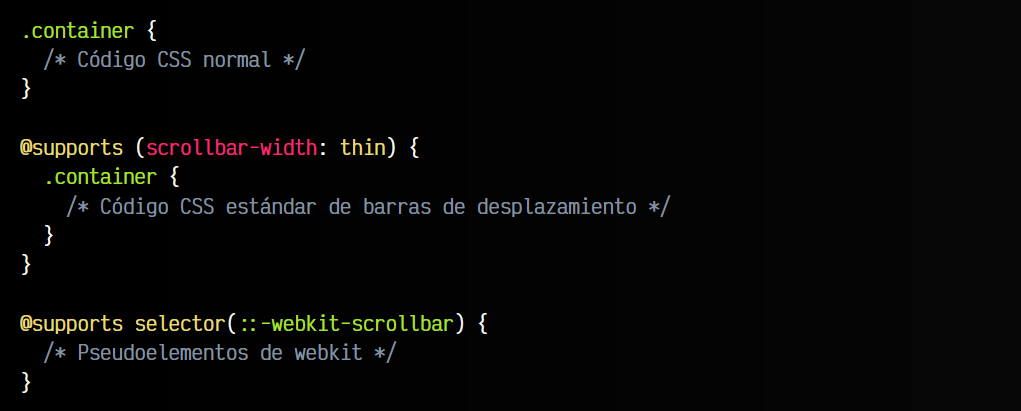 .container {
/* Código CSS normal */
}
@supports (scrollbar-width: thin) {
.container {
/* Código CSS estándar de barras de desplazamiento */
}
}
@supports selector(::-webkit-scrollbar) {
/* Pseudoelementos de webkit */
}